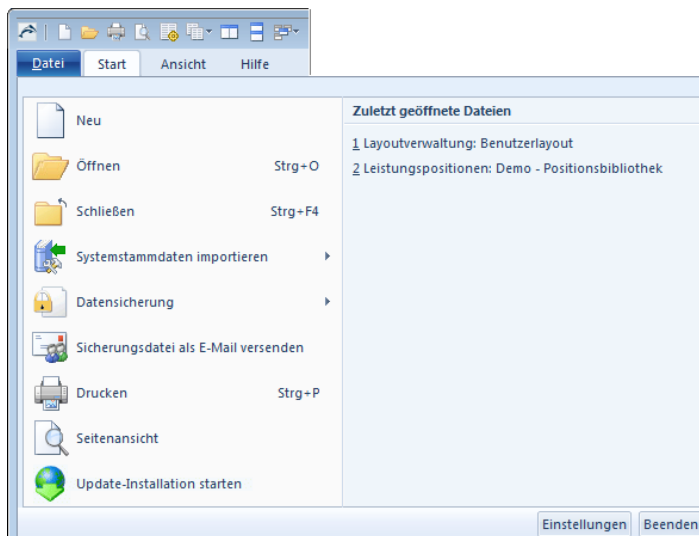 Datei Start Ansicht Hilfe
Neu
Öffnen Strg+O
Schließen Strg+F4
Systemstammdaten importieren
Datensicherung
Sicherungsdatei als E-Mail versenden
Drucken Strg+P
Seitenansicht
Update-Installation starten
Zuletzt geöffnete Dateien
1 Layoutverwaltung: Benutzerlayout
2 Leistungspositionen: Demo - Positionsbibliothek
Einstellungen Beenden